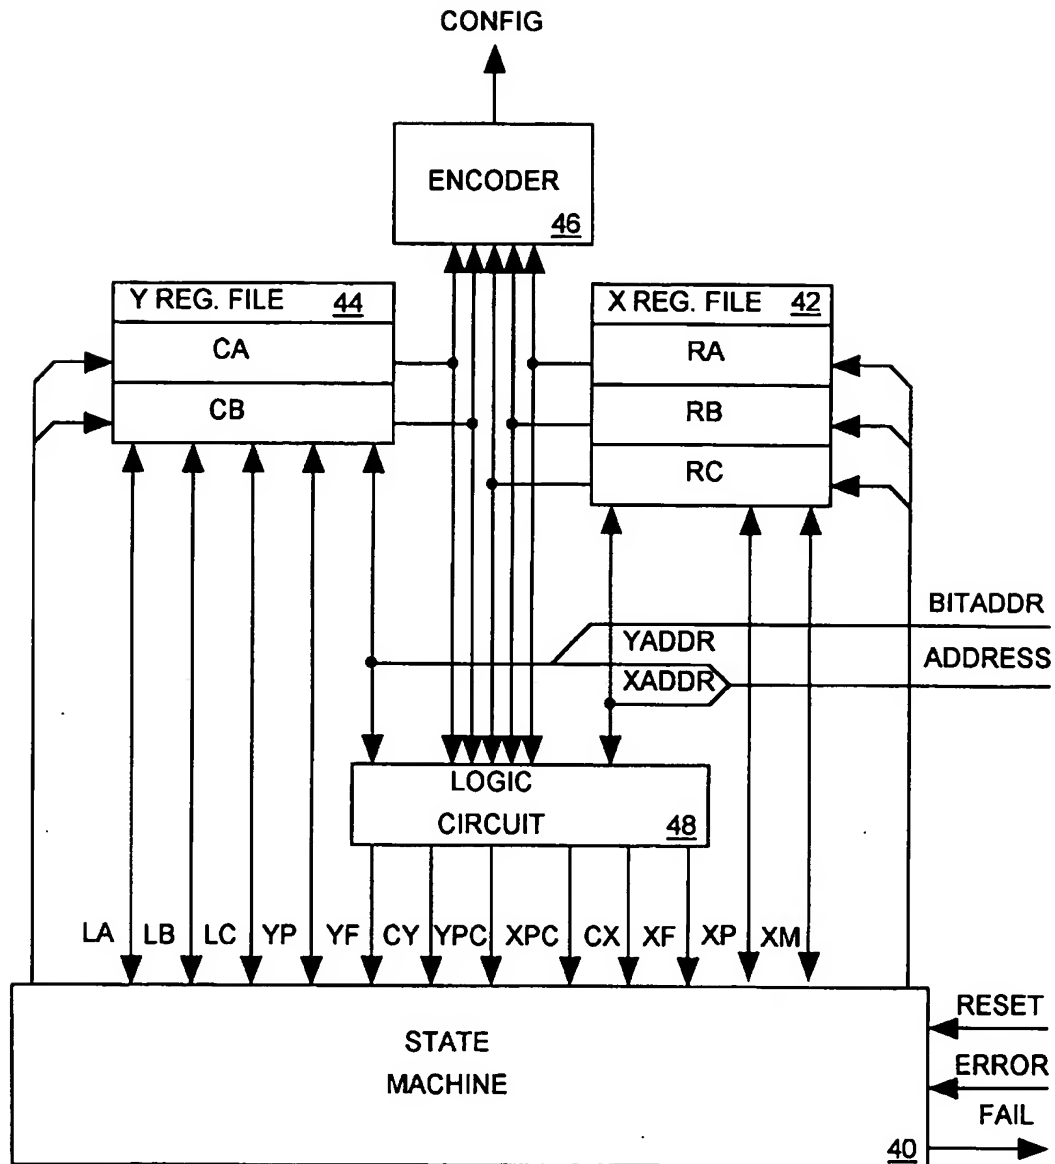 CONFIG
ENCODER
46
Y REG. FILE 44
CA
CB
X REG. FILE 42
RA
RB
RC
BITADDR
YADDR
ADDRESS
XADDR
LOGIC
CIRCUIT
48
LA LB LC YP YF CY YPC XPC CX XF XP XM
STATE
MACHINE
40
RESET
ERROR
FAIL